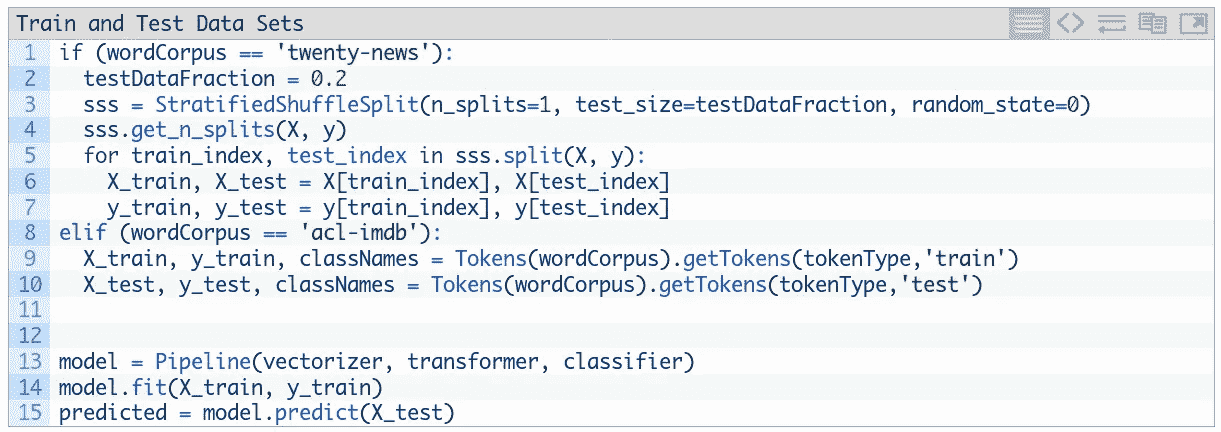 Train and Test Data Sets
1 if (wordCorpus == 'twenty-news'):
2   testDataFraction = 0.2
3   sss = StratifiedShuffleSplit(n_splits=1, test_size=testDataFraction, random_state=0)
4   sss.get_n_splits(X, y)
5   for train_index, test_index in sss.split(X, y):
6     X_train, X_test = X[train_index], X[test_index]
7     y_train, y_test = y[train_index], y[test_index]
8 elif (wordCorpus == 'acl-imdb'):
9   X_train, y_train, classNames = Tokens(wordCorpus).getTokens(tokenType,'train')
10   X_test, y_test, classNames = Tokens(wordCorpus).getTokens(tokenType,'test')
11
12
13 model = Pipeline(vectorizer, transformer, classifier)
14 model.fit(X_train, y_train)
15 predicted = model.predict(X_test)